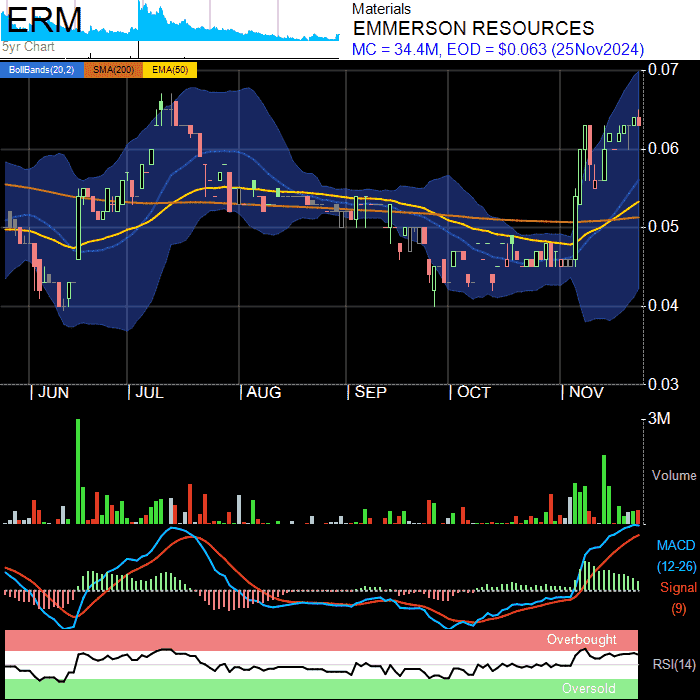 ERM
5yr Chart
Materials
EMMERSON RESOURCES
MC = 34.4M, EOD = $0.063 (25Nov2024)
BollBands(20,2) SMA(200) EMA(50)
0.07
0.06
0.05
0.04
0.03
JUN JUL AUG SEP OCT NOV
3M
Volume
MACD
(12-26)
Signal
(9)
Overbought
RSI(14)
Oversold